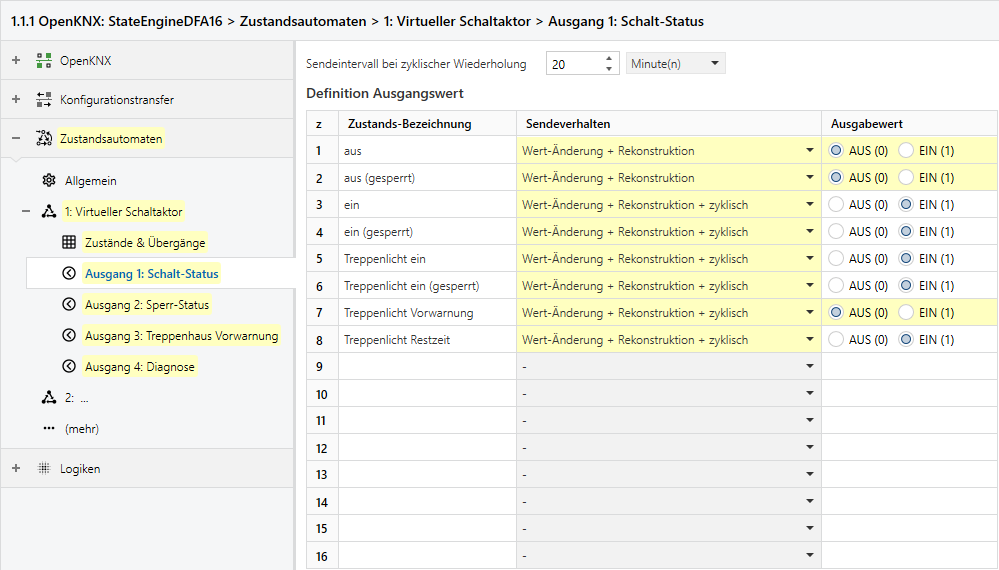 1.1.1 OpenKNX: StateEngineDFA16 > Zustandsautomaten > 1: Virtueller Schaltaktor > Ausgang 1: Schalt-Status
OpenKNX
Konfigurationstransfer
Zustandsautomaten
Allgemein
1: Virtueller Schaltaktor
Zustände & Übergänge
Ausgang 1: Schalt-Status
Ausgang 2: Sperr-Status
Ausgang 3: Treppenhaus Vorwarnung
Ausgang 4: Diagnose
2: ...
(mehr)
Logiken
Sendeintervall bei zyklischer Wiederholung 20 Minute(n)
Definition Ausgangswert
z Zustands-Bezeichnung Sendeverhalten Ausgabewert
1 aus Wert-Änderung + Rekonstruktion AUS (0) EIN (1)
2 aus (gesperrt) Wert-Änderung + Rekonstruktion AUS (0) EIN (1)
3 ein Wert-Änderung + Rekonstruktion + zyklisch AUS (0) EIN (1)
4 ein (gesperrt) Wert-Änderung + Rekonstruktion + zyklisch AUS (0) EIN (1)
5 Treppenlicht ein Wert-Änderung + Rekonstruktion + zyklisch AUS (0) EIN (1)
6 Treppenlicht ein (gesperrt) Wert-Änderung + Rekonstruktion + zyklisch AUS (0) EIN (1)
7 Treppenlicht Vorwarnung Wert-Änderung + Rekonstruktion + zyklisch AUS (0) EIN (1)
8 Treppenlicht Restzeit Wert-Änderung + Rekonstruktion + zyklisch AUS (0) EIN (1)
9 -
10 -
11 -
12 -
13 -
14 -
15 -
16 -